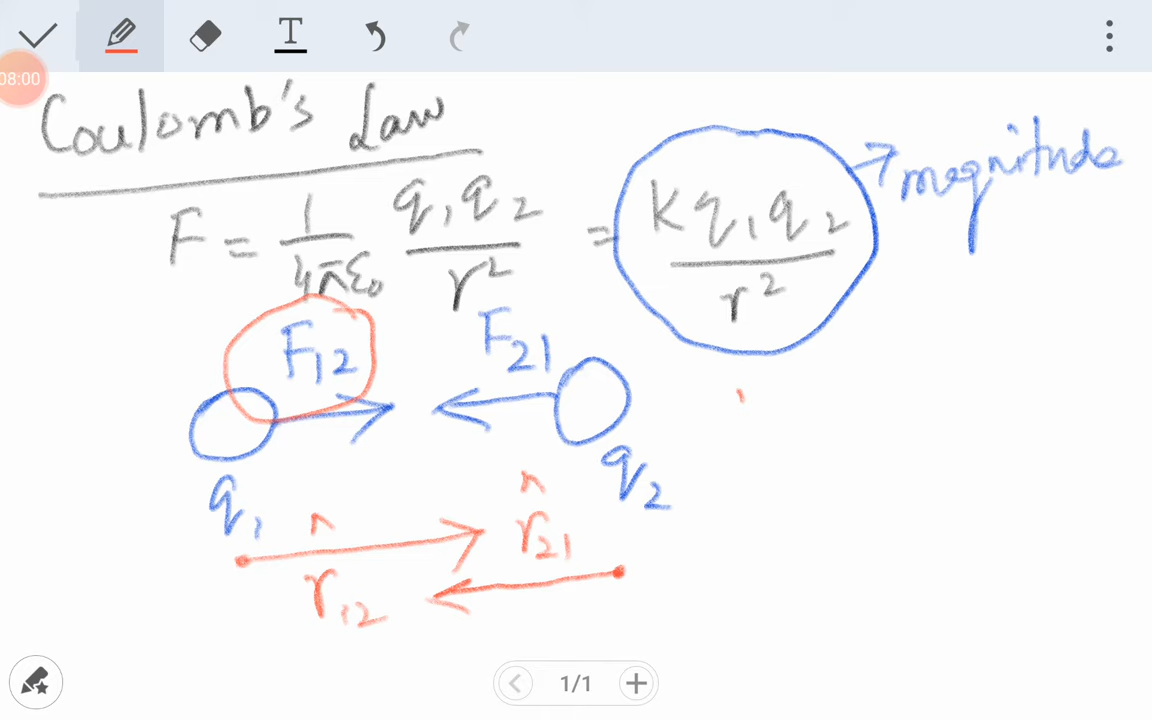 T
08:00
Coulomb's Law
F = 1/4πε₀ q₁q₂/r² = Kq₁q₂/r² → magnitude
F₁₂ F₂₁
q₁ q₂
r̂₁₂ r̂₂₁
1/1